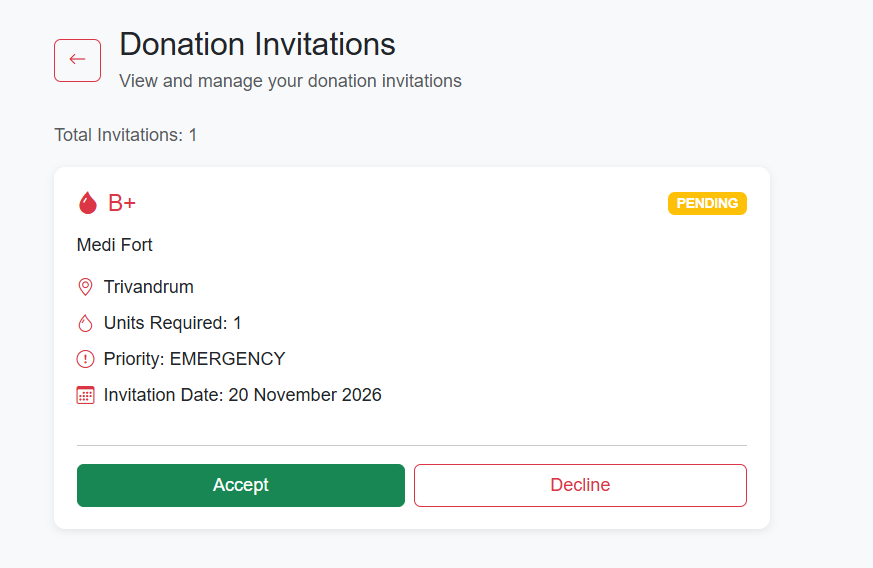 Donation Invitations
View and manage your donation invitations
Total Invitations: 1
B+
PENDING
Medi Fort
Trivandrum
Units Required: 1
Priority: EMERGENCY
Invitation Date: 20 November 2026
Accept
Decline